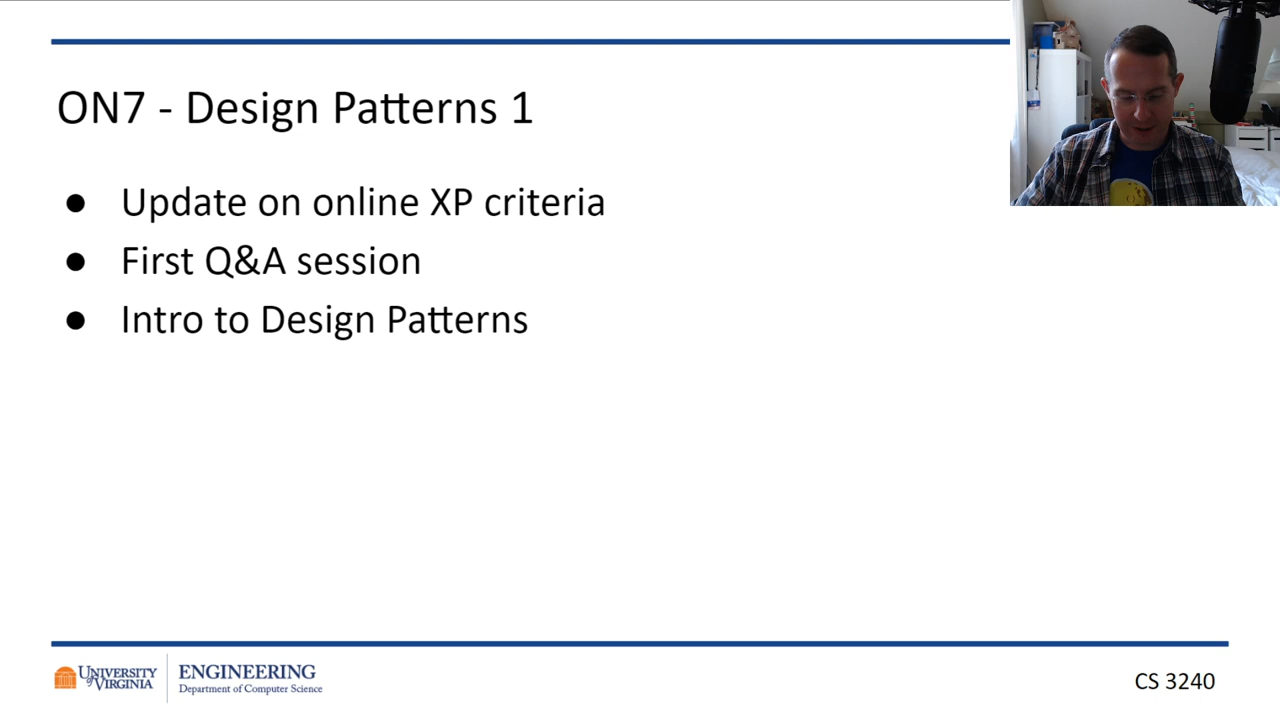 ON7 - Design Patterns 1
● Update on online XP criteria
● First Q&A session
● Intro to Design Patterns
UNIVERSITY of VIRGINIA
ENGINEERING
Department of Computer Science
CS 3240